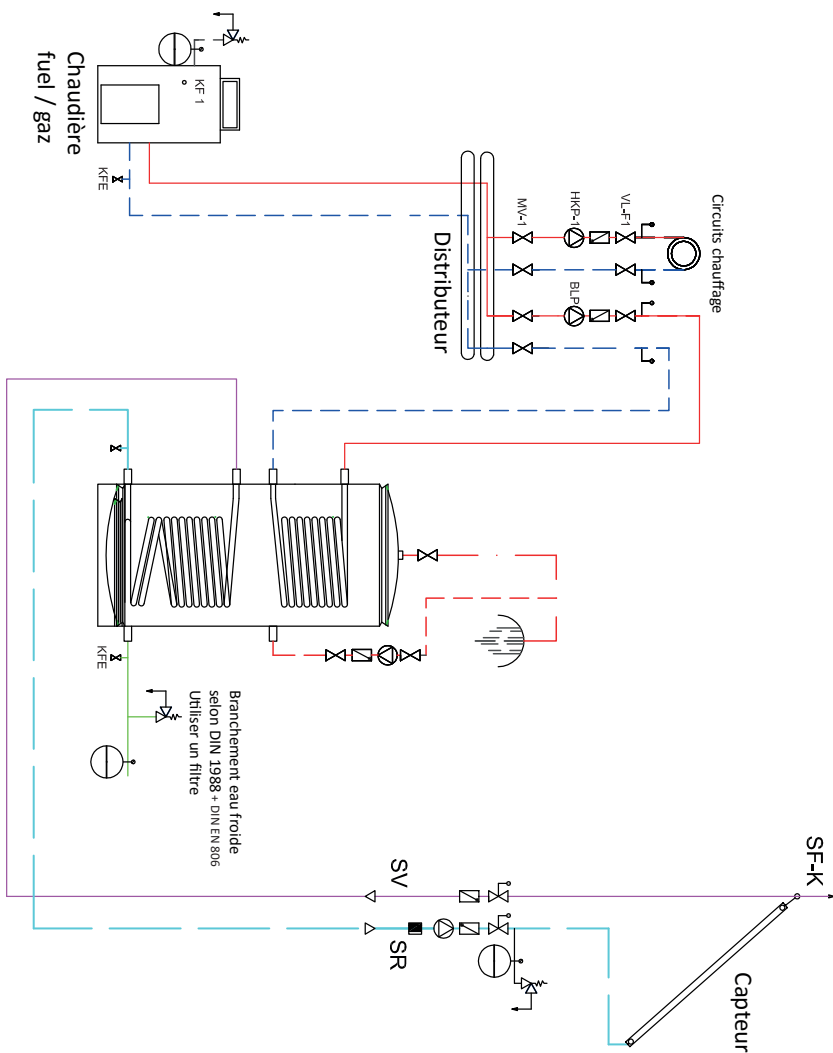 Chaudière
fuel / gaz
KF 1
KFE
Distributeur
MV-1
HKP-1
VL-F1
BLP
Circuits chauffage
KFE
Branchement eau froide
selon DIN 1988 + DIN EN 806
Utiliser un filtre
SV
SR
SF-K
Capteur